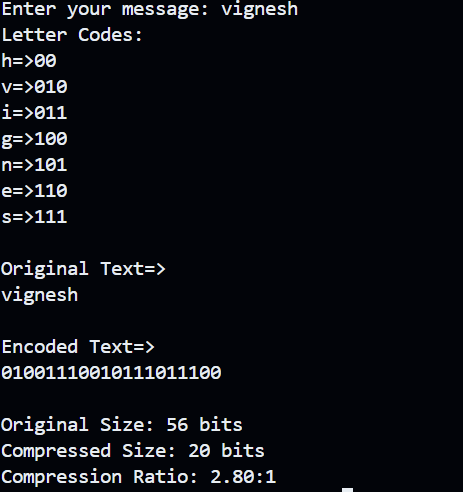 Enter your message: vignesh
Letter Codes:
h=>00
v=>010
i=>011
g=>100
n=>101
e=>110
s=>111
Original Text=>
vignesh
Encoded Text=>
01001110010111011100
Original Size: 56 bits
Compressed Size: 20 bits
Compression Ratio: 2.80:1